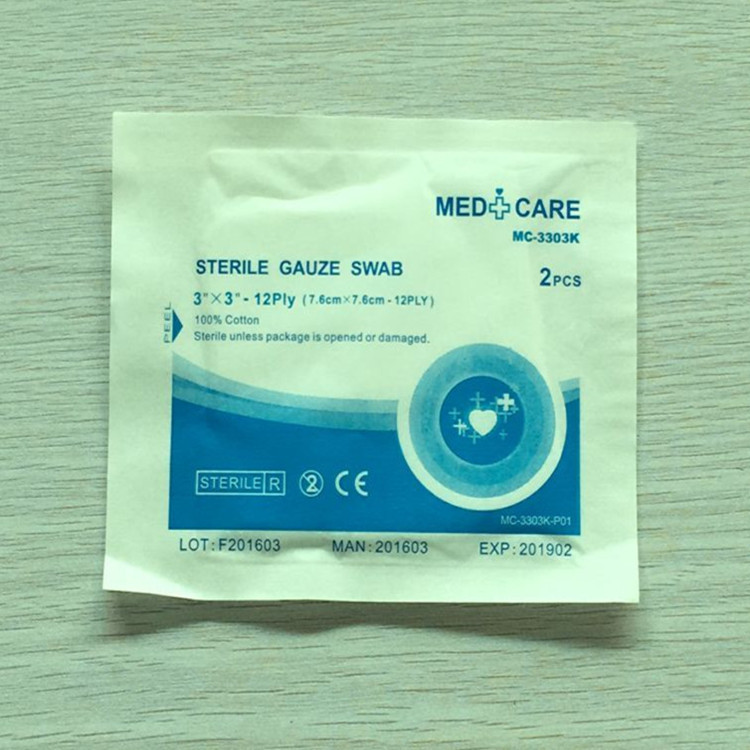 MED CARE
MC-3303K
STERILE GAUZE SWAB
2PCS
3"×3" - 12Ply (7.6cm×7.6cm - 12PLY)
100% Cotton
PEEL
Sterile unless package is opened or damaged.
STERILE R 2 CE
MC-3303K-P01
LOT:F201603 MAN:201603 EXP:201902